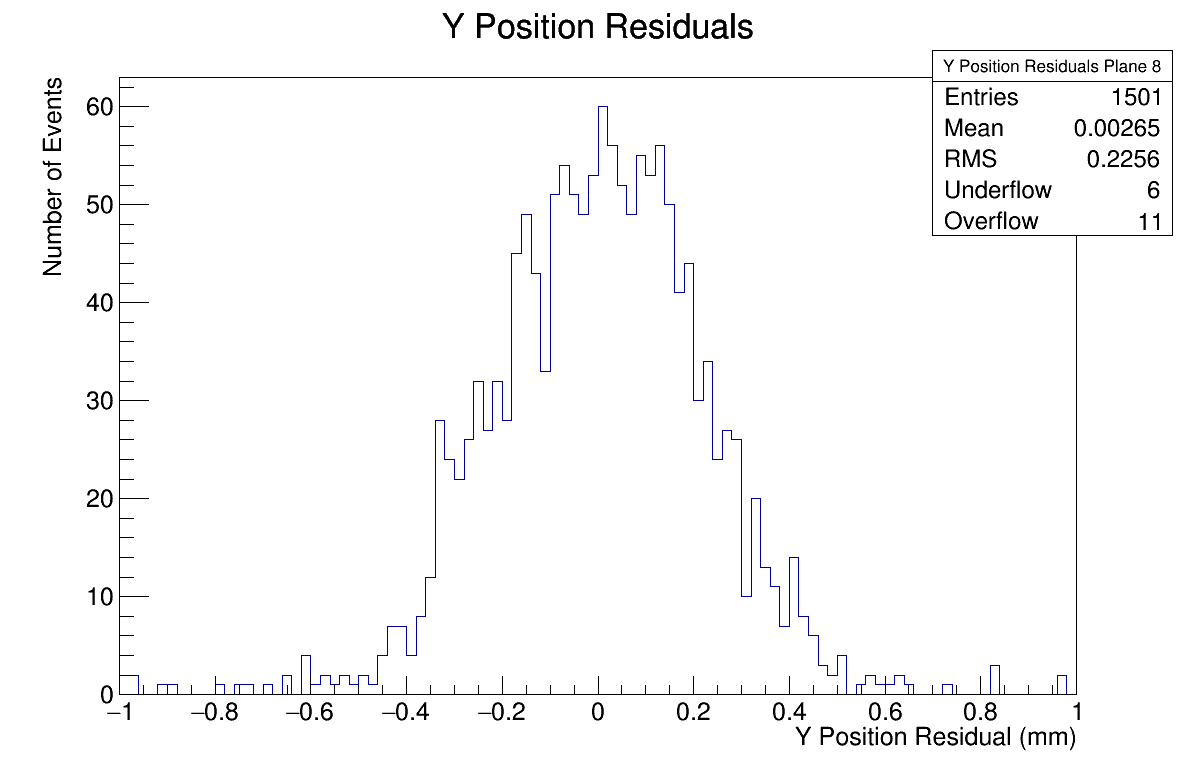 Y Position Residuals
Y Position Residuals Plane 8
Entries 1501
Mean 0.00265
RMS 0.2256
Underflow 6
Overflow 11
Number of Events
60
50
40
30
20
10
0
−1 −0.8 −0.6 −0.4 −0.2 0 0.2 0.4 0.6 0.8 1
Y Position Residual (mm)